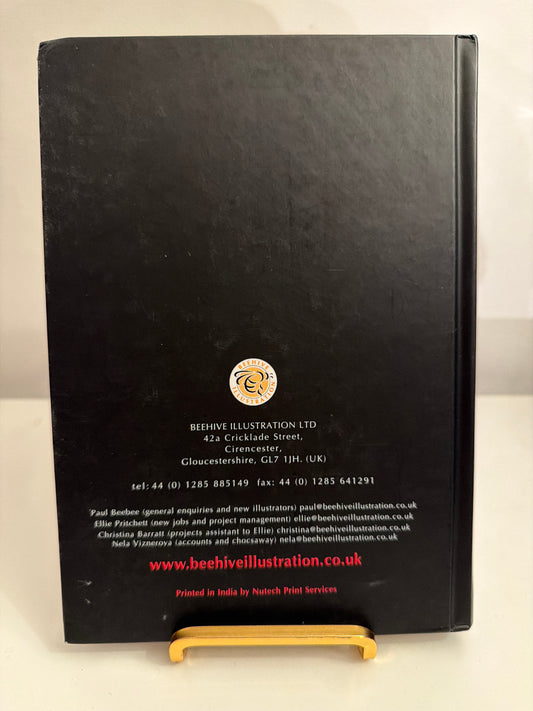 BEEHIVE
ILLUSTRATION
BEEHIVE ILLUSTRATION LTD
42a Cricklade Street,
Cirencester,
Gloucestershire, GL7 1JH. (UK)
tel: 44 (0) 1285 885149 fax: 44 (0) 1285 641291
Paul Beebee (general enquiries and new illustrators) paul@beehiveillustration.co.uk
Ellie Pritchett (new jobs and project management) ellie@beehiveillustration.co.uk
Christina Barratt (projects assistant to Ellie) christina@beehiveillustration.co.uk
Nela Viznerova (accounts and chocsaway) nela@beehiveillustration.co.uk
www.beehiveillustration.co.uk
Printed in India by Nutech Print Services